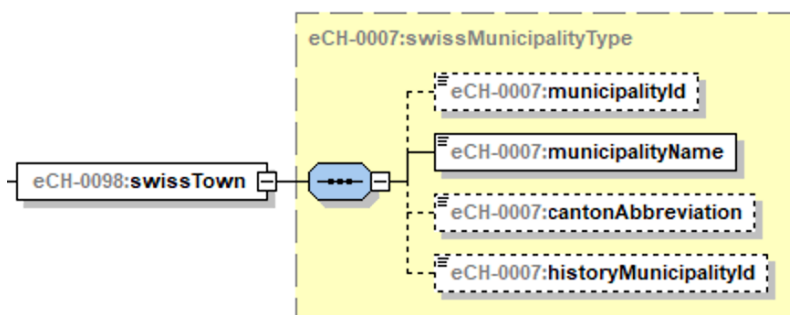 eCH-0007:swissMunicipalityType
eCH-0007:municipalityId
eCH-0007:municipalityName
eCH-0098:swissTown
eCH-0007:cantonAbbreviation
eCH-0007:historyMunicipalityId